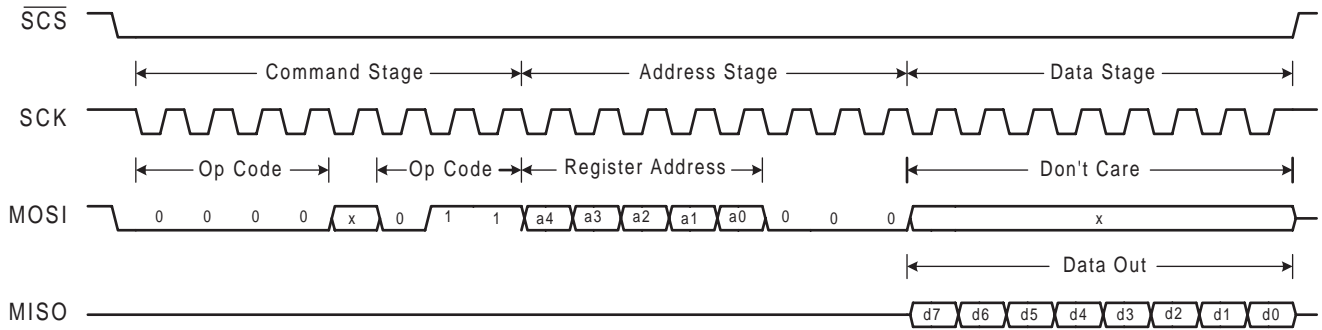 SCS
Command Stage Address Stage Data Stage
SCK
Op Code Op Code Register Address Don't Care
MOSI 0 0 0 0 x 0 1 1 a4 a3 a2 a1 a0 0 0 0 x
Data Out
MISO d7 d6 d5 d4 d3 d2 d1 d0